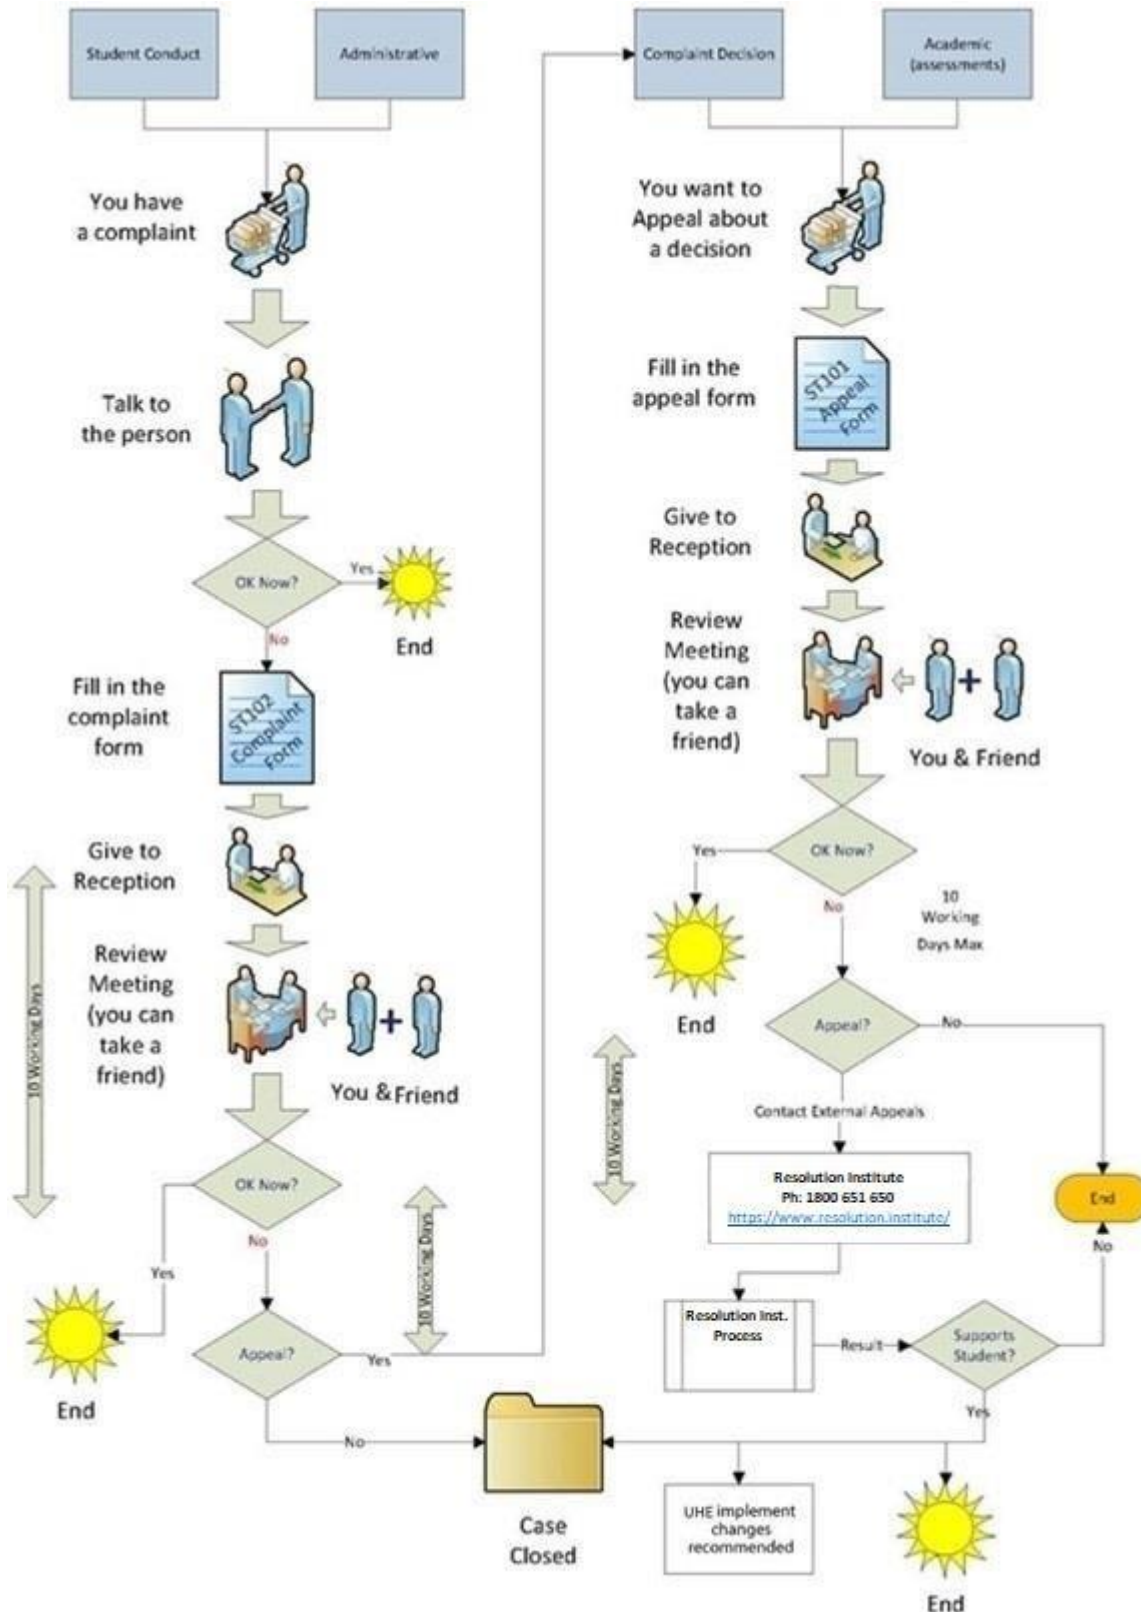 Student Conduct
Administrative
Complaint Decision
Academic
(assessments)
You have
a complaint
Talk to
the person
OK Now?
Yes
End
No
Fill in the
complaint
form
ST102
Complaint
Form
Give to
Reception
Review
Meeting
(you can
take a
friend)
You & Friend
10 Working Days
OK Now?
Yes
End
No
10 Working Days
Appeal?
Yes
No
Case
Closed
You want to
Appeal about
a decision
Fill in the
appeal form
ST101
Appeal
Form
Give to
Reception
Review
Meeting
(you can
take a
friend)
You & Friend
OK Now?
Yes
End
No
10
Working
Days Max
Appeal?
No
10 Working Days
Contact External Appeals
Resolution Institute
Ph: 1800 651 650
https://www.resolution.institute/
End
No
Resolution Inst.
Process
Result
Supports
Student?
Yes
UHE implement
changes
recommended
End